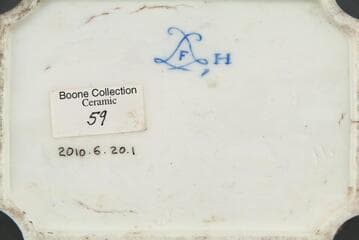 F H
Boone Collection
Ceramic
59
2010.6.20.1